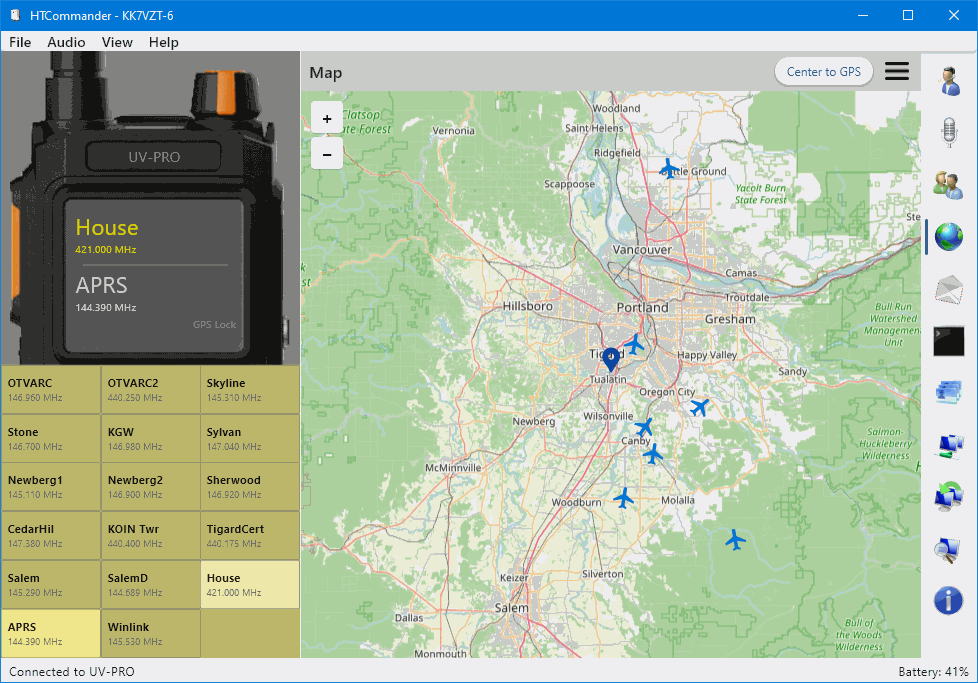 HTCommander - KK7VZT-6
File Audio View Help
UV-PRO
House
421.000 MHz
APRS
144.390 MHz
GPS Lock
OTVARC
146.960 MHz
OTVARC2
440.250 MHz
Skyline
145.310 MHz
Stone
146.700 MHz
KGW
146.980 MHz
Sylvan
147.040 MHz
Newberg1
145.110 MHz
Newberg2
146.900 MHz
Sherwood
146.920 MHz
CedarHil
147.380 MHz
KOIN Twr
440.400 MHz
TigardCert
440.175 MHz
Salem
145.290 MHz
SalemD
144.689 MHz
House
421.000 MHz
APRS
144.390 MHz
Winlink
145.530 MHz
Map
Center to GPS
+
-
Clatsop
State Forest
Vernonia
Woodland
Saint Helens
Ridgefield
Battle Ground
Scappoose
Yacolt Burn
State Forest
Ste
Vancouver
Camas
Troutdale
Hillsboro
Portland
Gresham
Bull Run
Watershed
Management
Unit
Tigard
Happy Valley
Tualatin
Sandy
Oregon City
Wilsonville
Newberg
Canby
Salmon-
Huckleberry
Wilderness
McMinnville
Woodburn
Molalla
Keizer
Silverton
Salem
Dallas
Bull of
the Woods
Wilderness
Monmouth
Connected to UV-PRO
Battery: 41%